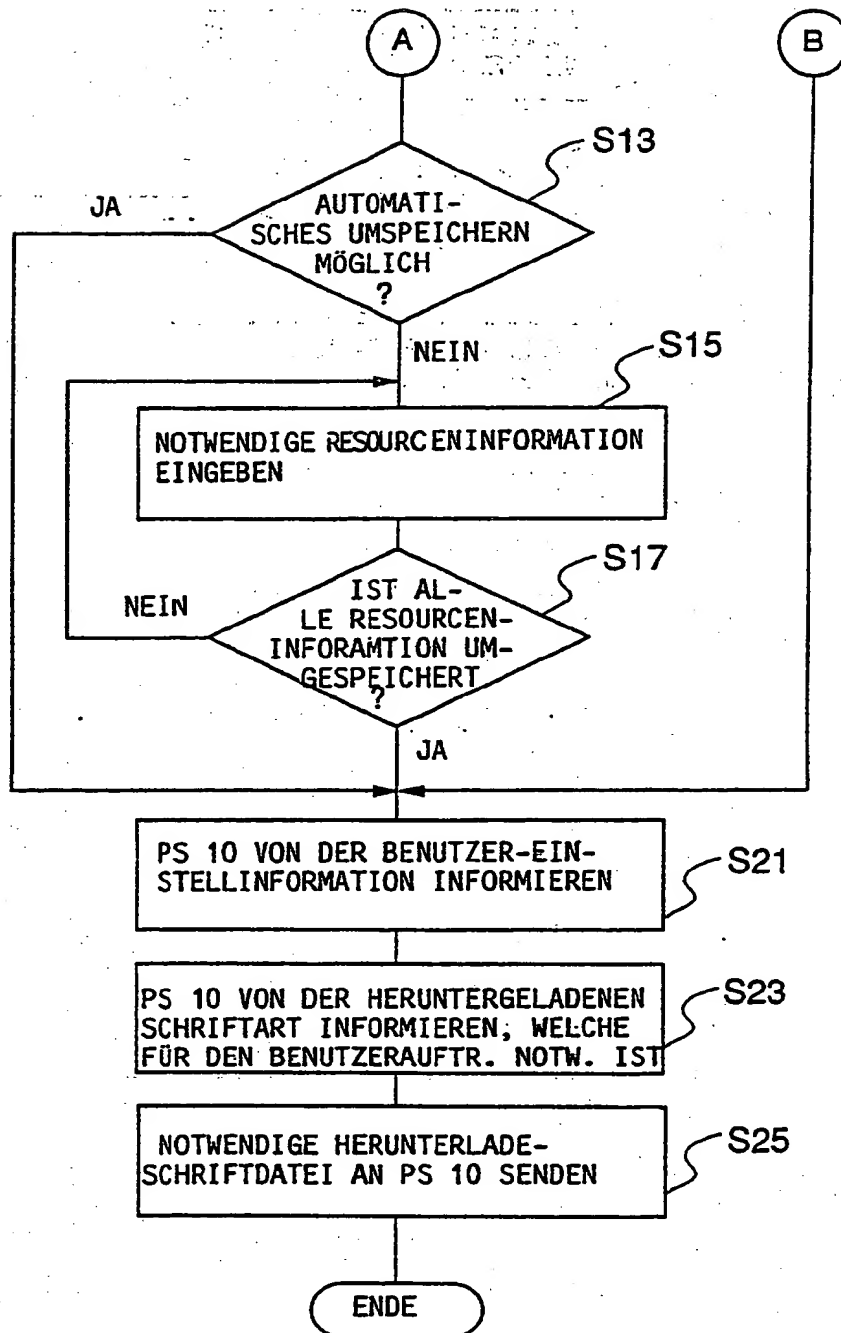 A
B
S13
JA
AUTOMATI-
SCHES UMSPEICHERN
MÖGLICH
?
NEIN
S15
NOTWENDIGE RESOURCENINFORMATION
EINGEBEN
S17
NEIN
IST AL-
LE RESOURCEN-
INFORAMTION UM-
GESPEICHERT
?
JA
PS 10 VON DER BENUTZER-EIN-
STELLINFORMATION INFORMIEREN
S21
PS 10 VON DER HERUNTERGELADENEN
SCHRIFTART INFORMIEREN, WELCHE
FÜR DEN BENUTZERAUFTR. NOTW. IST
S23
NOTWENDIGE HERUNTERLADE-
SCHRIFTDATEI AN PS 10 SENDEN
S25
ENDE